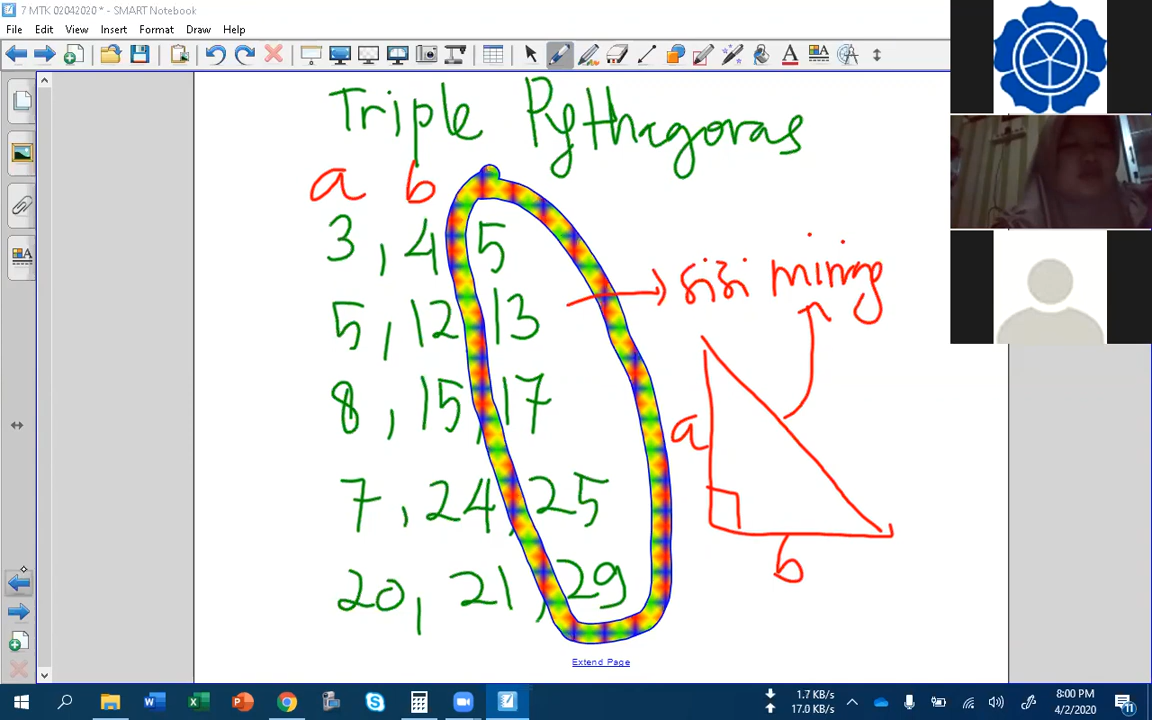 7 MTK 02042020 * - SMART Notebook
File Edit View Insert Format Draw Help
Triple Pythagoras
a b
3 , 4 5
5 , 12 13
8 , 15 , 17
7 , 24 , 25
20 , 21 , 29
sisi miring
a
b
Extend Page
1.7 KB/s
17.0 KB/s
8:00 PM
4/2/2020
11